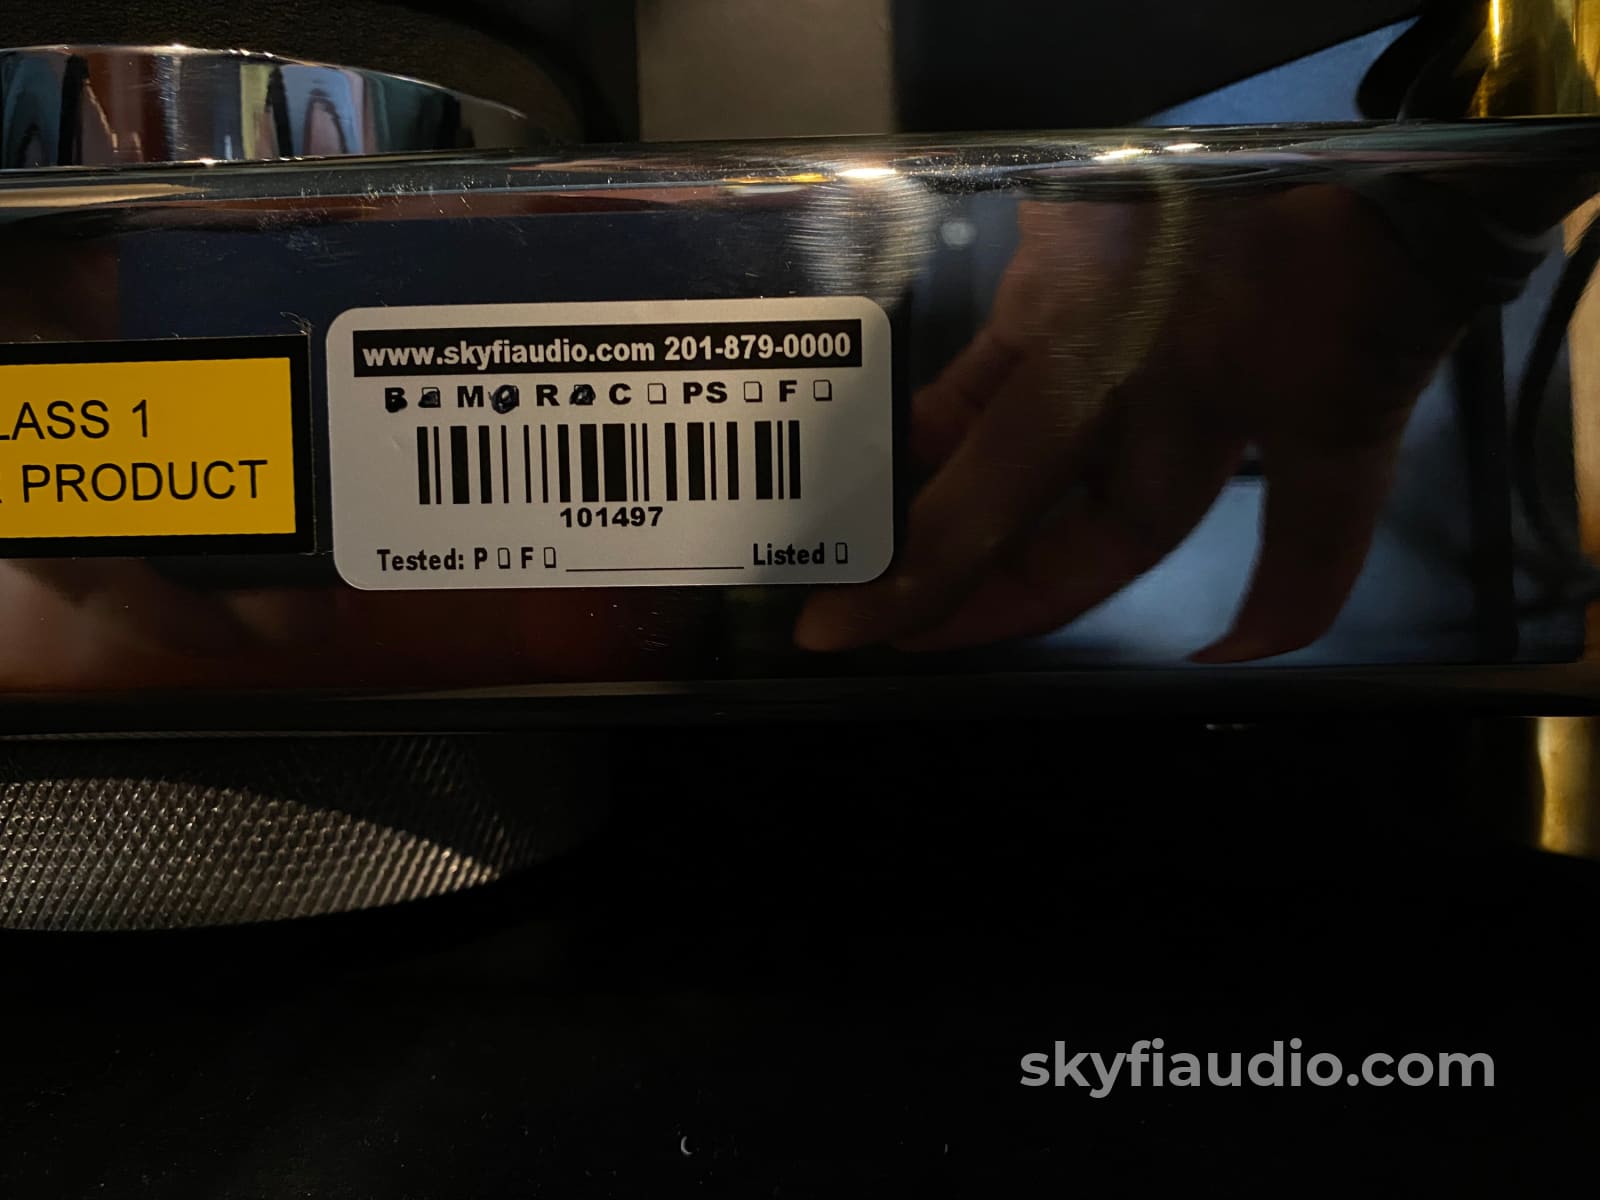 LASS 1
PRODUCT
www.skyfiaudio.com 201-879-0000
B M R C PS F
101497
Tested: P F Listed
skyfiaudio.com